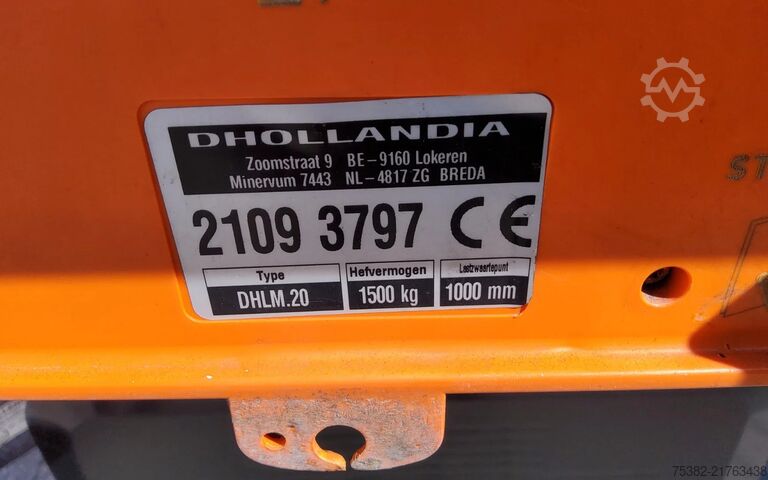 DHOLLANDIA
Zoomstraat 9 BE-9160 Lokeren
Minervum 7443 NL-4817 ZG BREDA
2109 3797 CE
Type Hefvermogen Lastzwaartepunt
DHLM.20 1500 kg 1000 mm
ST
75382-21763438